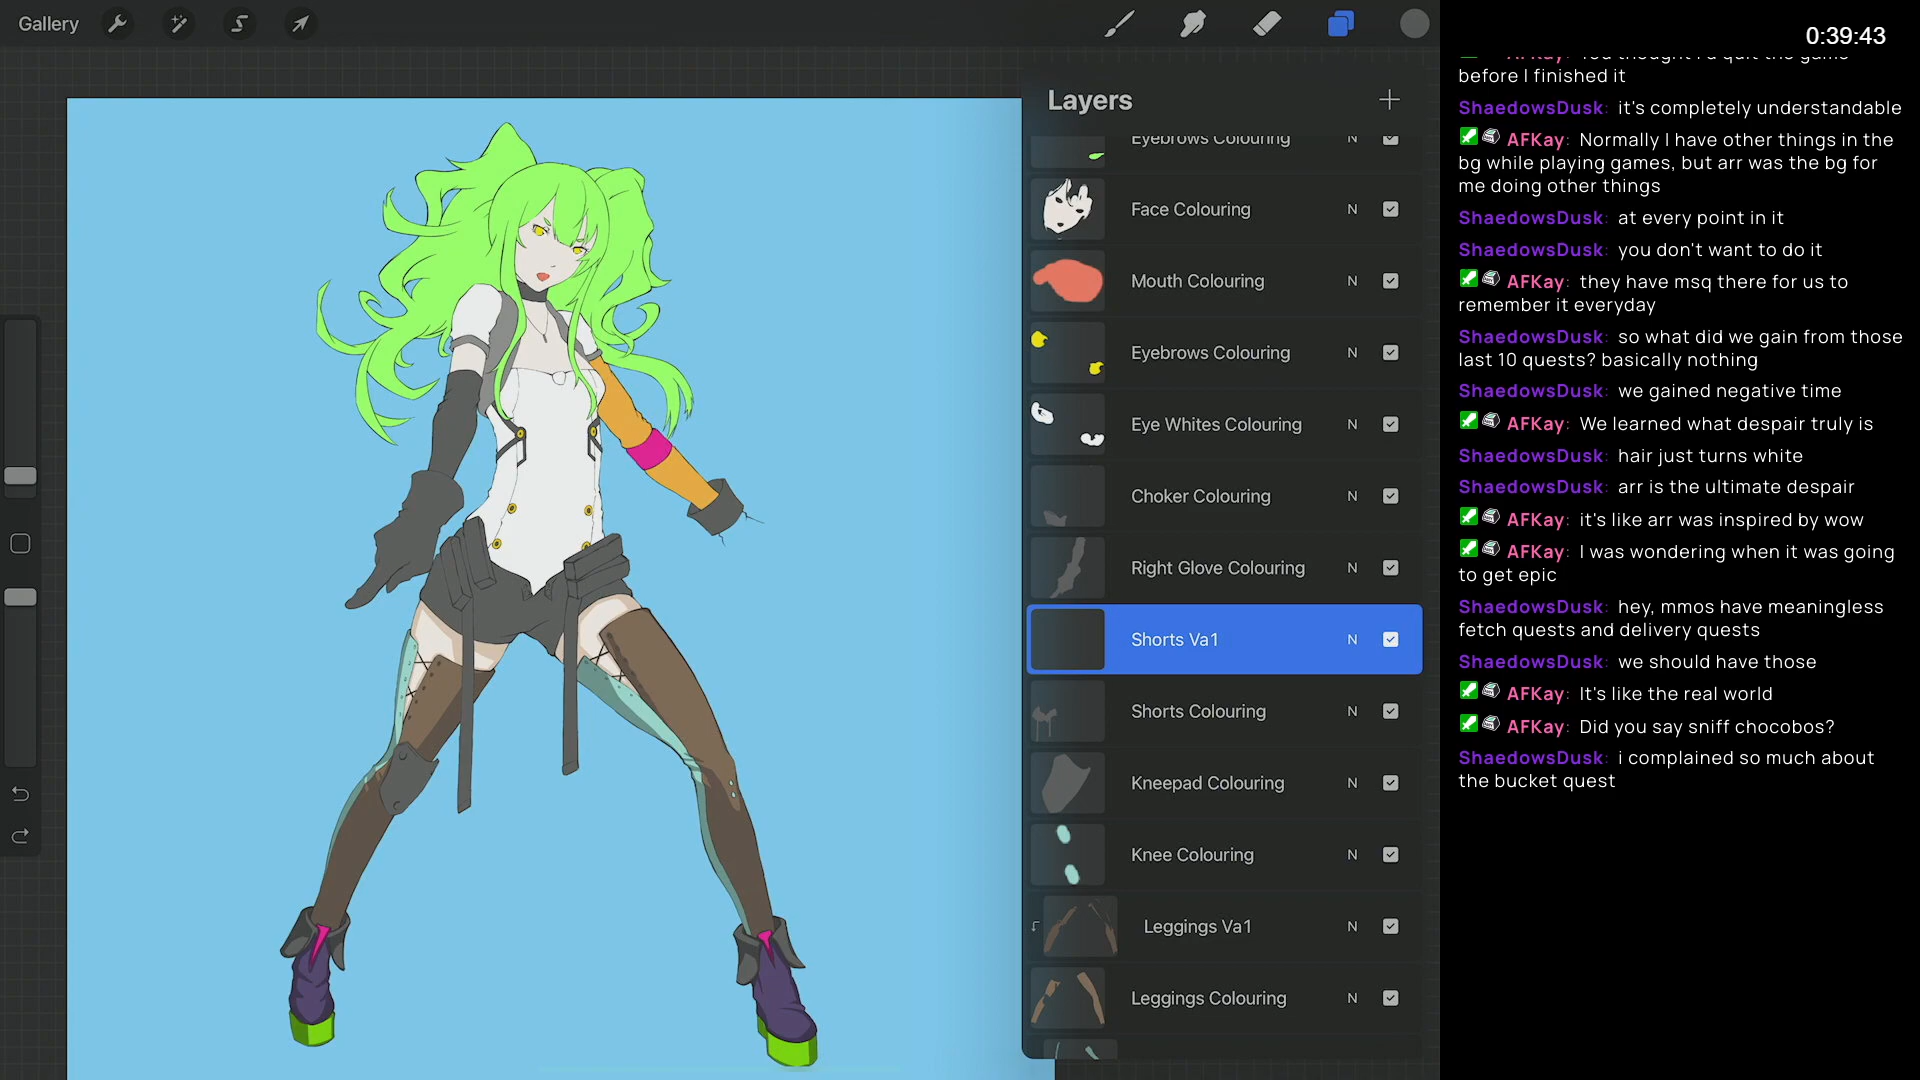 Gallery
Layers
Eyebrows Colouring N
Face Colouring N
Mouth Colouring N
Eyebrows Colouring N
Eye Whites Colouring N
Choker Colouring N
Right Glove Colouring N
Shorts Va1 N
Shorts Colouring N
Kneepad Colouring N
Knee Colouring N
Leggings Va1 N
Leggings Colouring N
0:39:43
before I finished it
ShaedowsDusk: it's completely understandable
AFKay: Normally I have other things in the
bg while playing games, but arr was the bg for
me doing other things
ShaedowsDusk: at every point in it
ShaedowsDusk: you don't want to do it
AFKay: they have msq there for us to
remember it everyday
ShaedowsDusk: so what did we gain from those
last 10 quests? basically nothing
ShaedowsDusk: we gained negative time
AFKay: We learned what despair truly is
ShaedowsDusk: hair just turns white
ShaedowsDusk: arr is the ultimate despair
AFKay: it's like arr was inspired by wow
AFKay: I was wondering when it was going
to get epic
ShaedowsDusk: hey, mmos have meaningless
fetch quests and delivery quests
ShaedowsDusk: we should have those
AFKay: It's like the real world
AFKay: Did you say sniff chocobos?
ShaedowsDusk: i complained so much about
the bucket quest